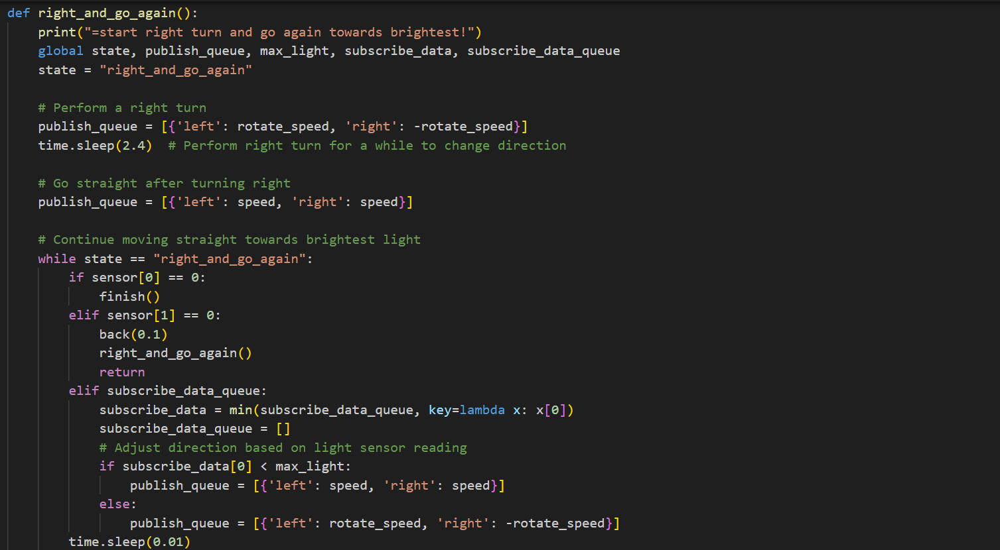 def right_and_go_again():
    print("=start right turn and go again towards brightest!")
    global state, publish_queue, max_light, subscribe_data, subscribe_data_queue
    state = "right_and_go_again"

    # Perform a right turn
    publish_queue = [{'left': rotate_speed, 'right': -rotate_speed}]
    time.sleep(2.4)  # Perform right turn for a while to change direction

    # Go straight after turning right
    publish_queue = [{'left': speed, 'right': speed}]

    # Continue moving straight towards brightest light
    while state == "right_and_go_again":
        if sensor[0] == 0:
            finish()
        elif sensor[1] == 0:
            back(0.1)
            right_and_go_again()
            return
        elif subscribe_data_queue:
            subscribe_data = min(subscribe_data_queue, key=lambda x: x[0])
            subscribe_data_queue = []
            # Adjust direction based on light sensor reading
            if subscribe_data[0] < max_light:
                publish_queue = [{'left': speed, 'right': speed}]
            else:
                publish_queue = [{'left': rotate_speed, 'right': -rotate_speed}]
        time.sleep(0.01)